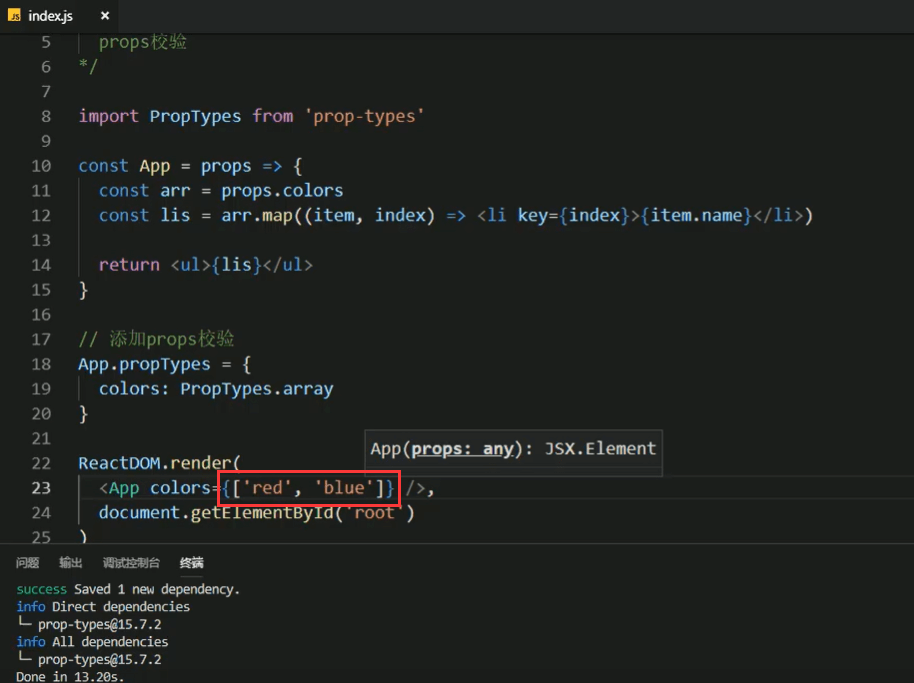 index.js ×
5 props校验
6 */
7
8 import PropTypes from 'prop-types'
9
10 const App = props => {
11 const arr = props.colors
12 const lis = arr.map((item, index) => <li key={index}>{item.name}</li>)
13
14 return <ul>{lis}</ul>
15 }
16
17 // 添加props校验
18 App.propTypes = {
19 colors: PropTypes.array
20 }
21
App(props: any): JSX.Element
22 ReactDOM.render(
23 <App colors={['red', 'blue']} />,
24 document.getElementById('root')
25 )
问题 输出 调试控制台 终端
success Saved 1 new dependency.
info Direct dependencies
└─ prop-types@15.7.2
info All dependencies
└─ prop-types@15.7.2
Done in 13.20s.